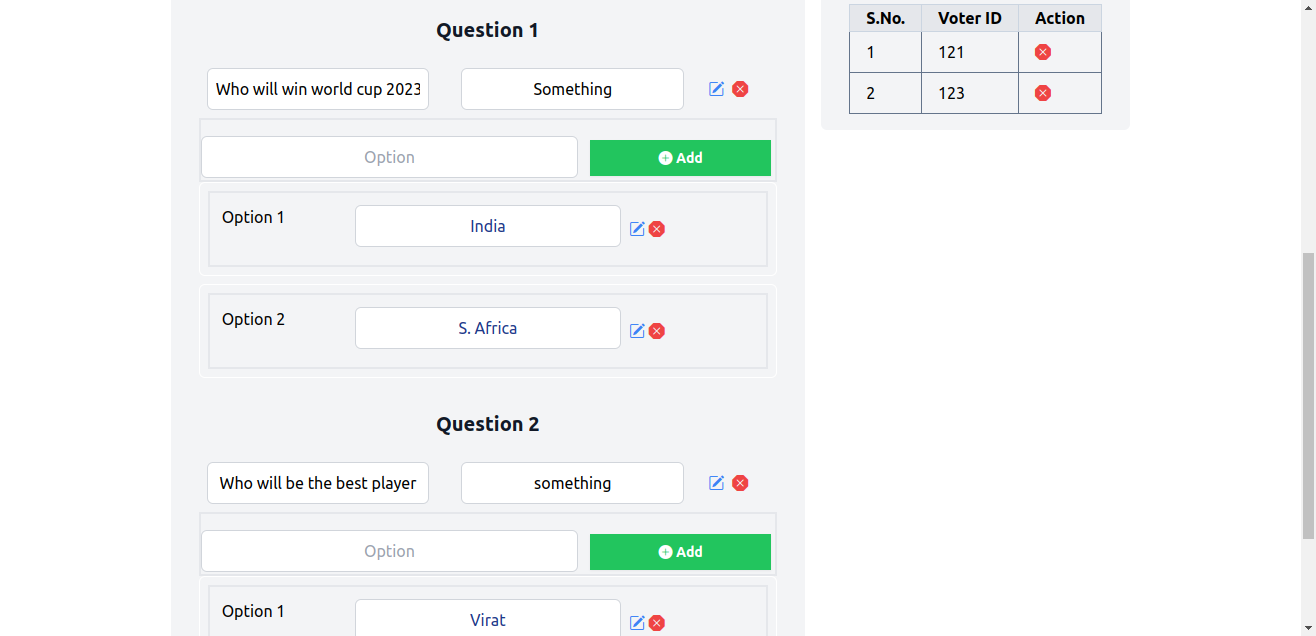 Question 1
Who will win world cup 2023
Something
Option
Add
Option 1
India
Option 2
S. Africa
Question 2
Who will be the best player
something
Option
Add
Option 1
Virat
S.No. Voter ID Action
1 121
2 123